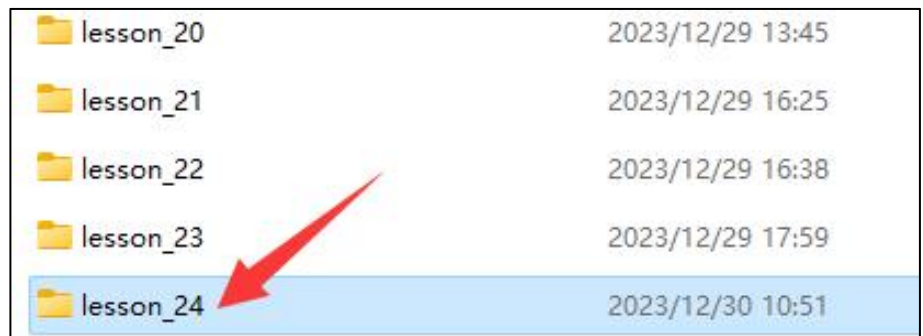 lesson_20 2023/12/29 13:45
lesson_21 2023/12/29 16:25
lesson_22 2023/12/29 16:38
lesson_23 2023/12/29 17:59
lesson_24 2023/12/30 10:51